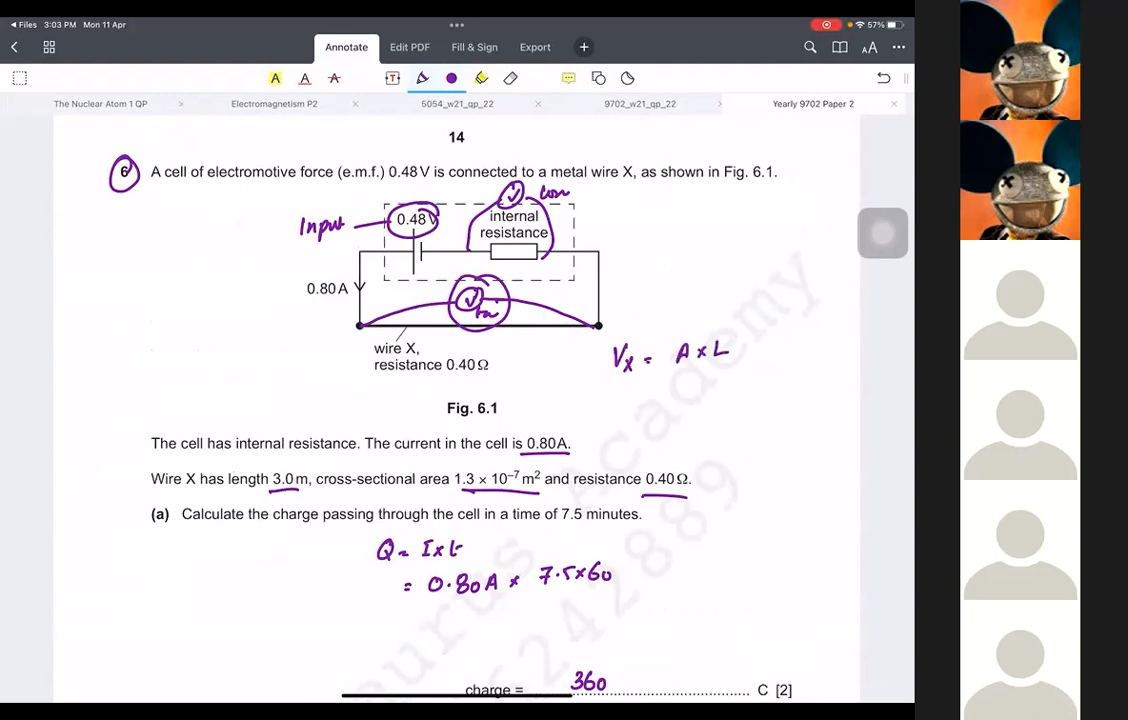 Files 3:03 PM Mon 11 Apr 57%
Annotate Edit PDF Fill & Sign Export
The Nuclear Atom 1 QP Electromagnetism P2 5054_w21_qp_22 9702_w21_qp_22 Yearly 9702 Paper 2
14
6 A cell of electromotive force (e.m.f.) 0.48 V is connected to a metal wire X, as shown in Fig. 6.1.
Input 0.48 V internal
resistance
V
0.80 A
V
wire X,
resistance 0.40 Ω
Vx = A × L
Fig. 6.1
The cell has internal resistance. The current in the cell is 0.80 A.
Wire X has length 3.0 m, cross-sectional area 1.3 × 10⁻⁷ m² and resistance 0.40 Ω.
(a) Calculate the charge passing through the cell in a time of 7.5 minutes.
Q = I × t
= 0.80A × 7.5×60
charge = 360 C [2]
Academy
24 2889